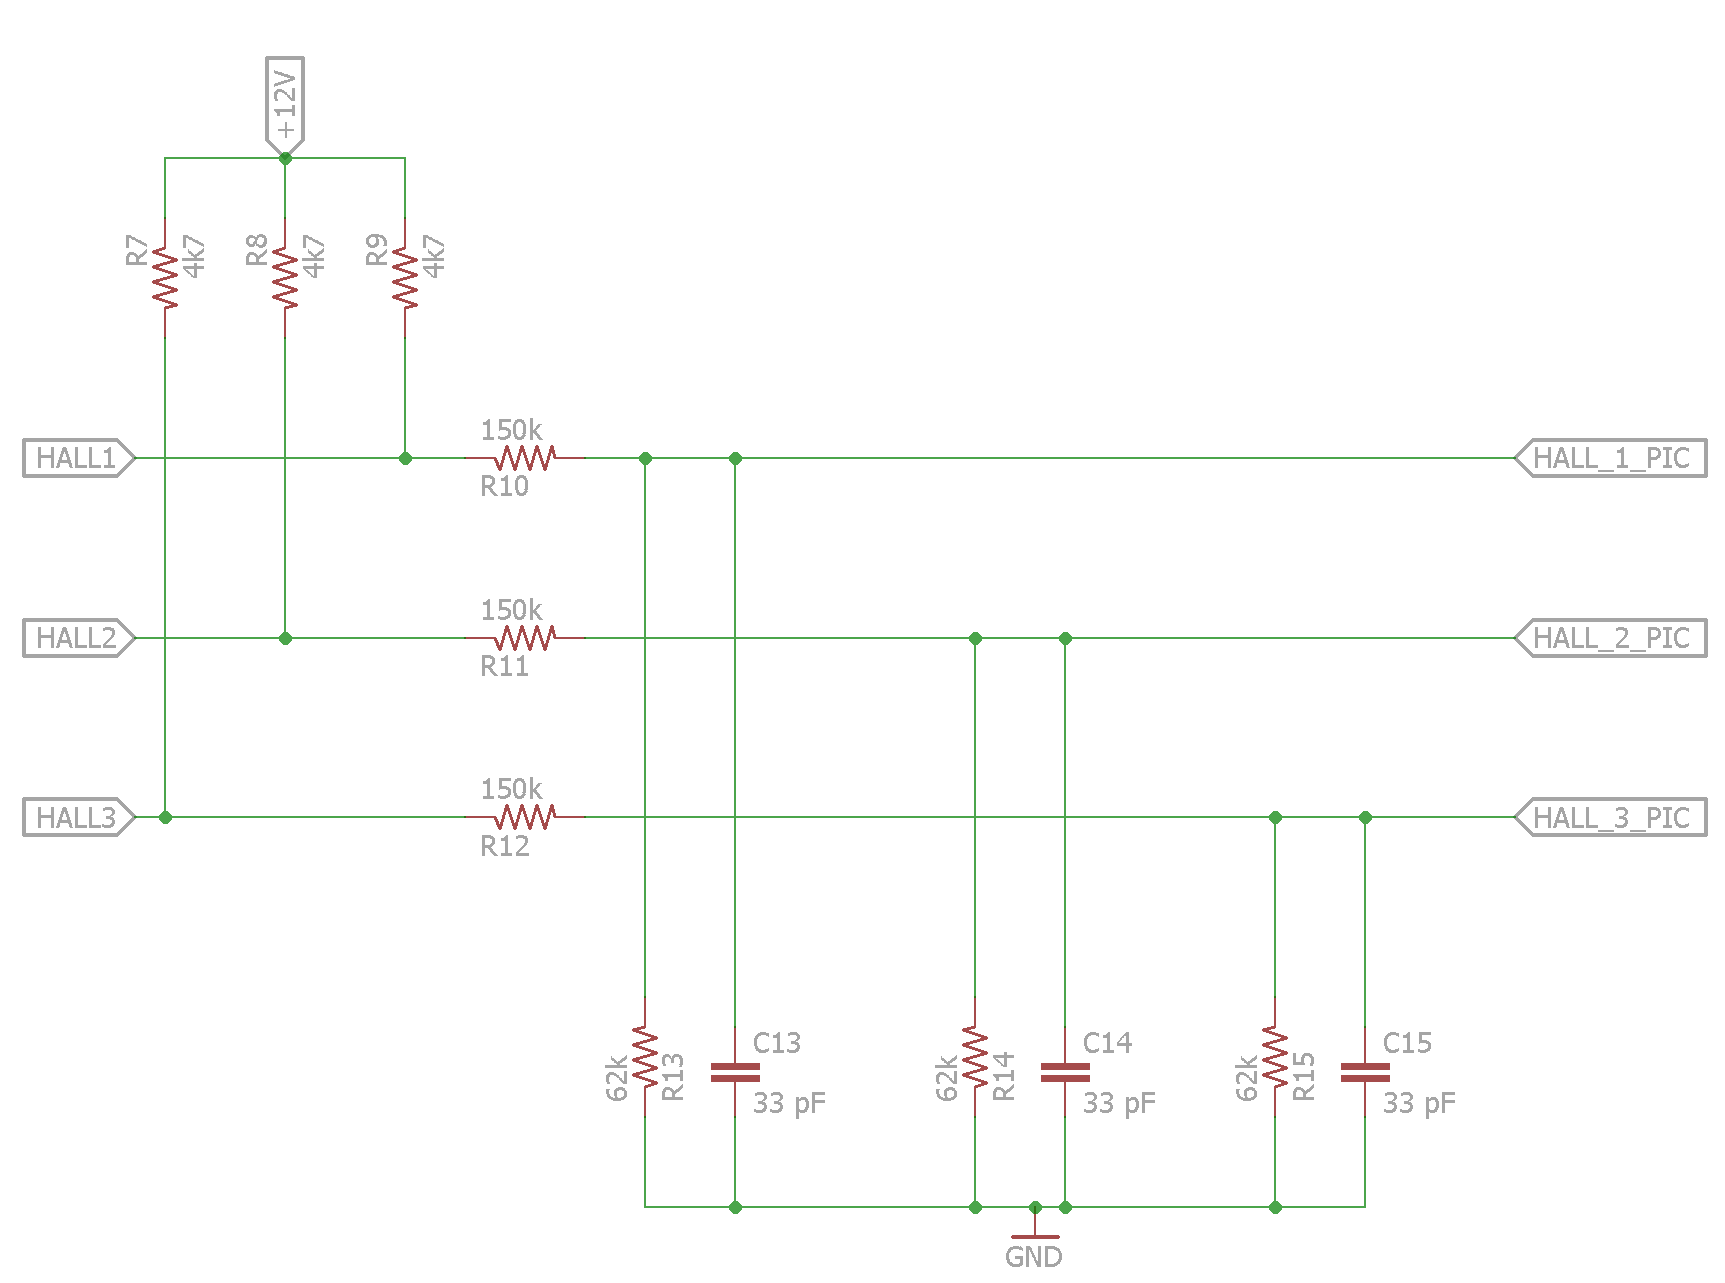 +12V
R7
4k7
R8
4k7
R9
4k7
150k
HALL1
HALL_1_PIC
R10
150k
HALL2
HALL_2_PIC
R11
150k
HALL3
HALL_3_PIC
R12
62k
R13
C13
33 pF
62k
R14
C14
33 pF
62k
R15
C15
33 pF
GND